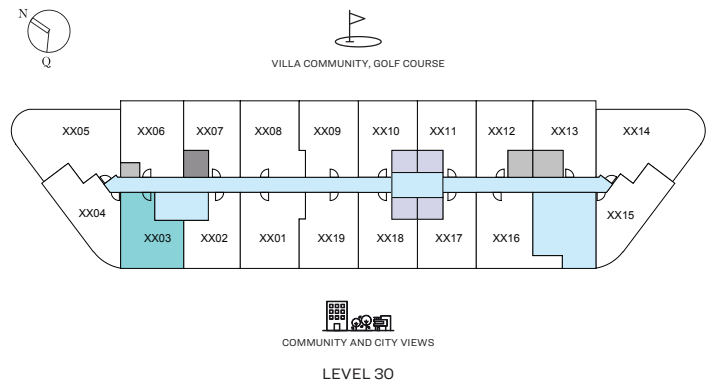 N
Q
VILLA COMMUNITY, GOLF COURSE
XX05 XX06 XX07 XX08 XX09 XX10 XX11 XX12 XX13 XX14
XX04 XX03 XX02 XX01 XX19 XX18 XX17 XX16 XX15
COMMUNITY AND CITY VIEWS
LEVEL 30